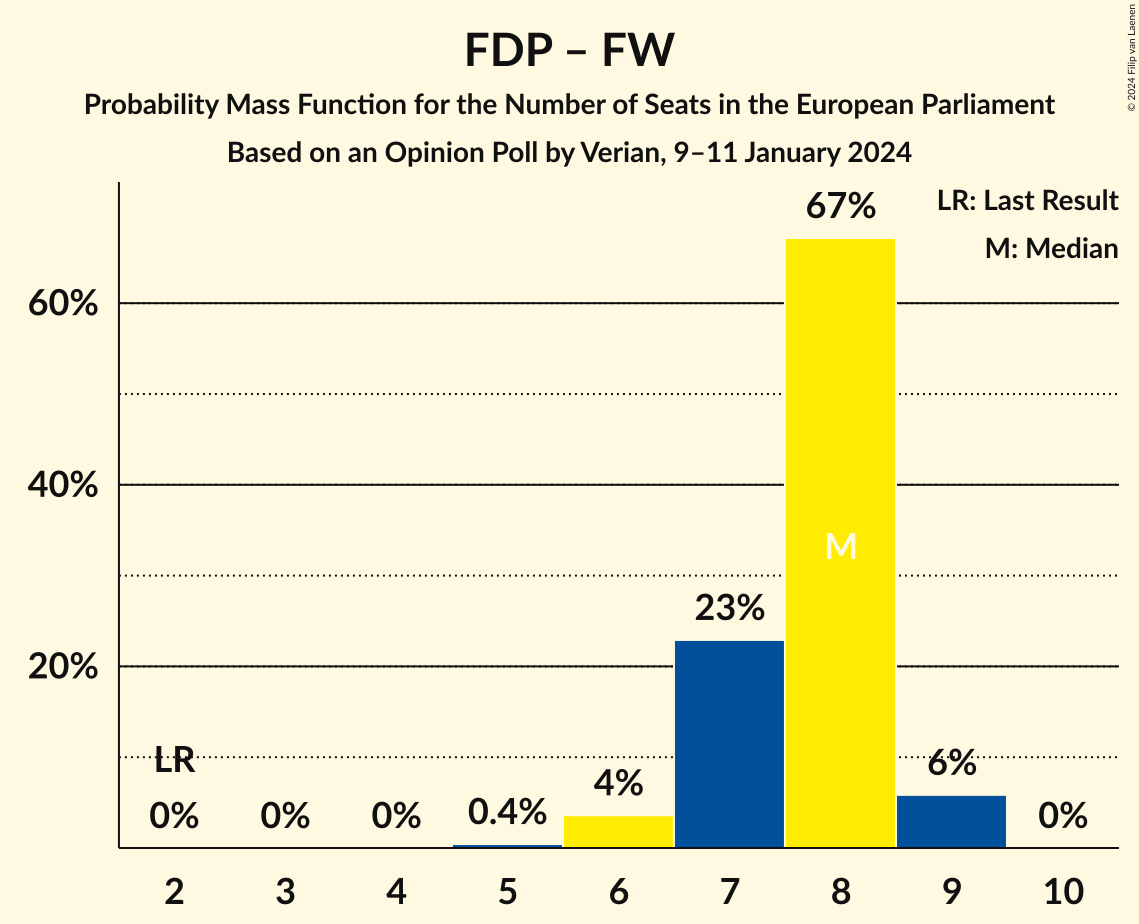 FDP – FW
Probability Mass Function for the Number of Seats in the European Parliament
Based on an Opinion Poll by Verian, 9–11 January 2024
© 2024 Filip van Laenen
LR: Last Result
M: Median
67%
60%
40%
M
23%
20%
LR
6%
4%
0% 0% 0% 0.4% 0%
2 3 4 5 6 7 8 9 10